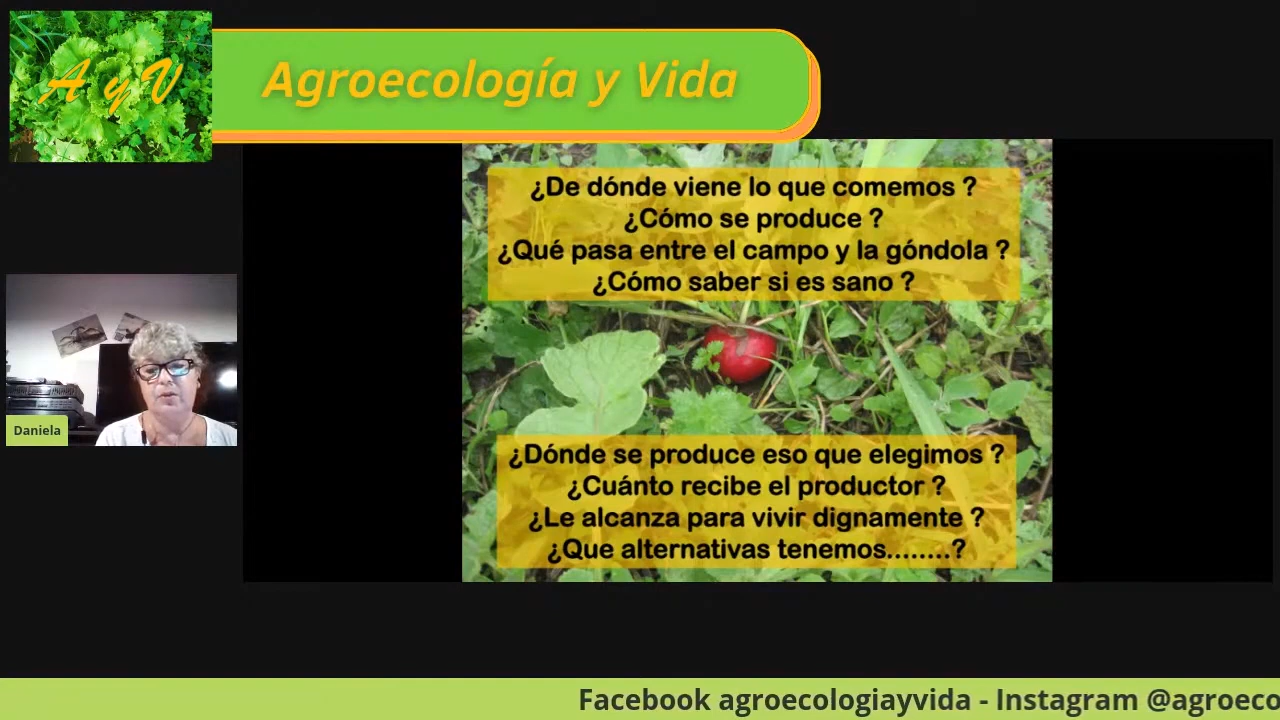 A y V
Agroecología y Vida
¿De dónde viene lo que comemos ?
¿Cómo se produce ?
¿Qué pasa entre el campo y la góndola ?
¿Cómo saber si es sano ?
Daniela
¿Dónde se produce eso que elegimos ?
¿Cuánto recibe el productor ?
¿Le alcanza para vivir dignamente ?
¿Que alternativas tenemos........?
Facebook agroecologiayvida - Instagram @agroeco